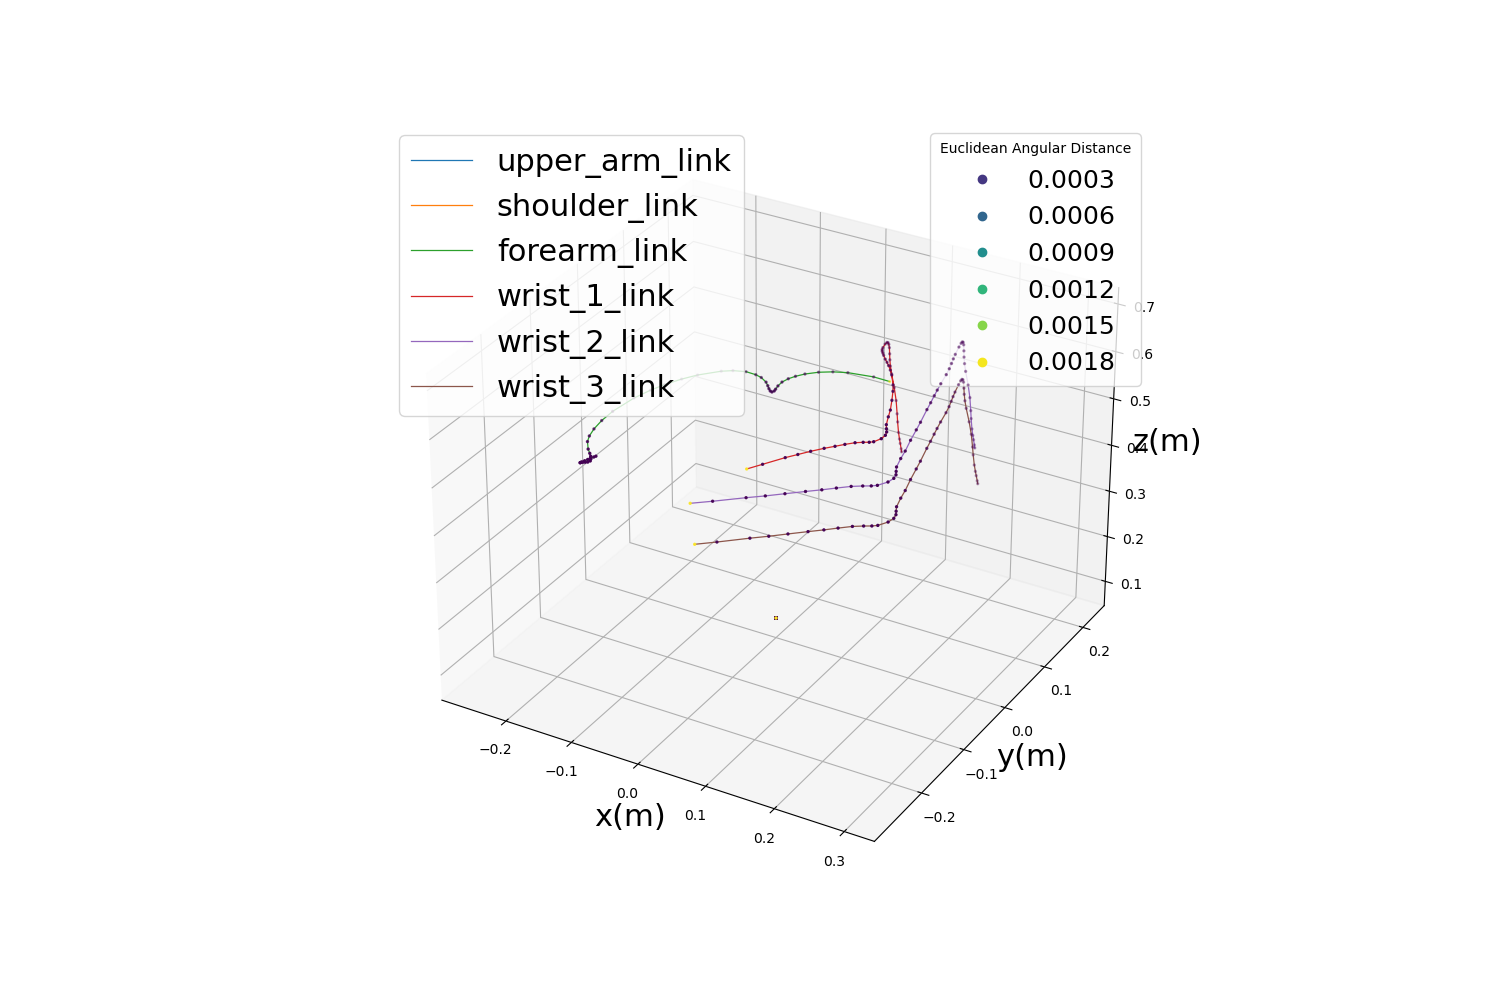 upper_arm_link
shoulder_link
forearm_link
wrist_1_link
wrist_2_link
wrist_3_link
Euclidean Angular Distance
0.0003
0.0006
0.0009
0.0012
0.0015
0.0018
0.7
0.6
0.5
0.4
0.3
0.2
0.1
z(m)
0.2
0.1
0.0
−0.1
−0.2
y(m)
−0.2
−0.1
0.0
0.1
0.2
0.3
x(m)